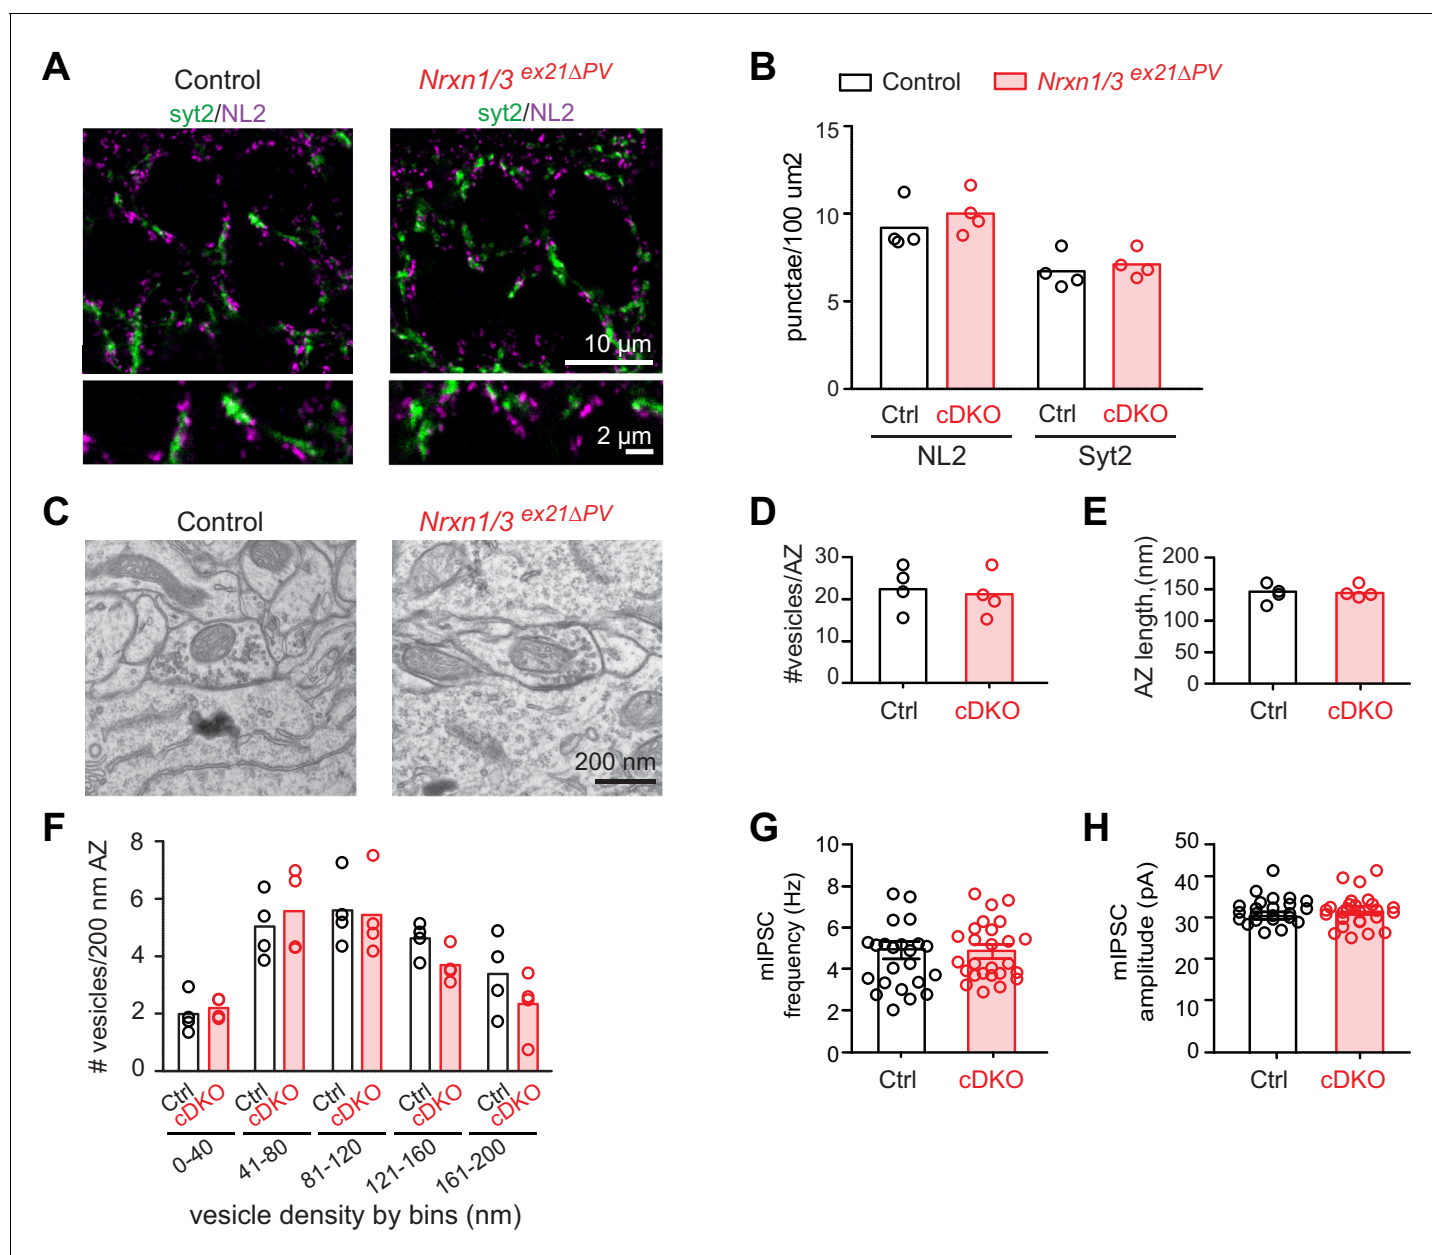 A
Control
Nrxn1/3 ex21ΔPV
syt2/NL2
syt2/NL2
10 µm
2 µm
B
Control
Nrxn1/3 ex21ΔPV
punctae/100 um2
15
10
5
0
Ctrl
cDKO
Ctrl
cDKO
NL2
Syt2
C
Control
Nrxn1/3 ex21ΔPV
200 nm
D
#vesicles/AZ
30
20
10
0
Ctrl
cDKO
E
AZ length,(nm)
200
150
100
150
50
0
Ctrl
cDKO
F
# vesicles/200 nm AZ
8
6
4
2
0
Ctrl
cDKO
Ctrl
cDKO
Ctrl
cDKO
Ctrl
cDKO
Ctrl
cDKO
0-40
41-80
81-120
121-160
161-200
vesicle density by bins (nm)
G
mIPSC
frequency (Hz)
10
8
6
4
2
0
Ctrl
cDKO
H
mIPSC
amplitude (pA)
50
40
30
20
10
0
Ctrl
cDKO